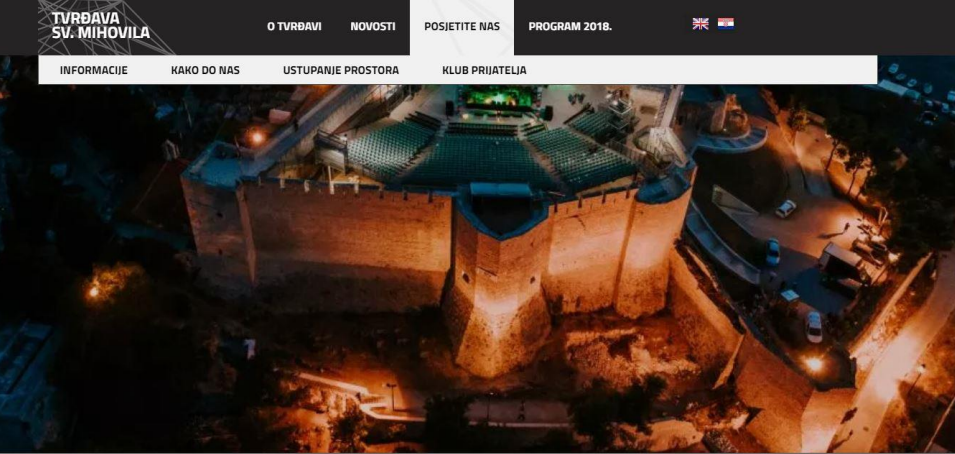 TVRĐAVA
SV. MIHOVILA
O TVRĐAVI NOVOSTI POSJETITE NAS PROGRAM 2018.
INFORMACIJE KAKO DO NAS USTUPANJE PROSTORA KLUB PRIJATELJA